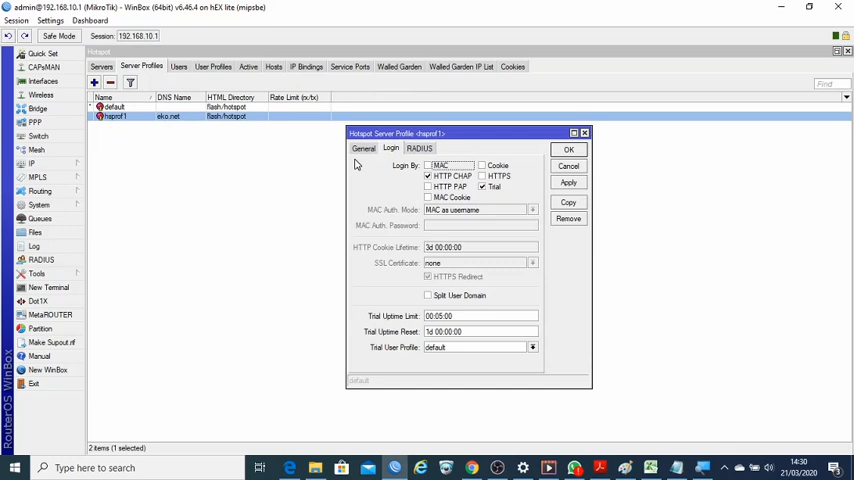 admin@192.168.10.1 (MikroTik) - WinBox (64bit) v6.46.4 on hEX lite (mipsbe)
Session Settings Dashboard
Safe Mode Session: 192.168.10.1
Quick Set
CAPsMAN
Interfaces
Wireless
Bridge
PPP
Switch
Mesh
IP
MPLS
Routing
System
Queues
Files
Log
RADIUS
Tools
New Terminal
Dot1X
MetaROUTER
Partition
Make Supout.rif
Manual
New WinBox
Exit
RouterOS WinBox
Hotspot
Servers Server Profiles Users User Profiles Active Hosts IP Bindings Service Ports Walled Garden Walled Garden IP List Cookies
Find
Name DNS Name HTML Directory Rate Limit (rx/tx)
* default flash/hotspot
hsprof1 eko.net flash/hotspot
2 items (1 selected)
Hotspot Server Profile <hsprof1>
General Login RADIUS
Login By: MAC Cookie
HTTP CHAP HTTPS
HTTP PAP Trial
MAC Cookie
MAC Auth. Mode: MAC as username
MAC Auth. Password:
HTTP Cookie Lifetime: 3d 00:00:00
SSL Certificate: none
HTTPS Redirect
Split User Domain
Trial Uptime Limit: 00:05:00
Trial Uptime Reset: 1d 00:00:00
Trial User Profile: default
default
OK
Cancel
Apply
Copy
Remove
Type here to search
14:30
21/03/2020
3